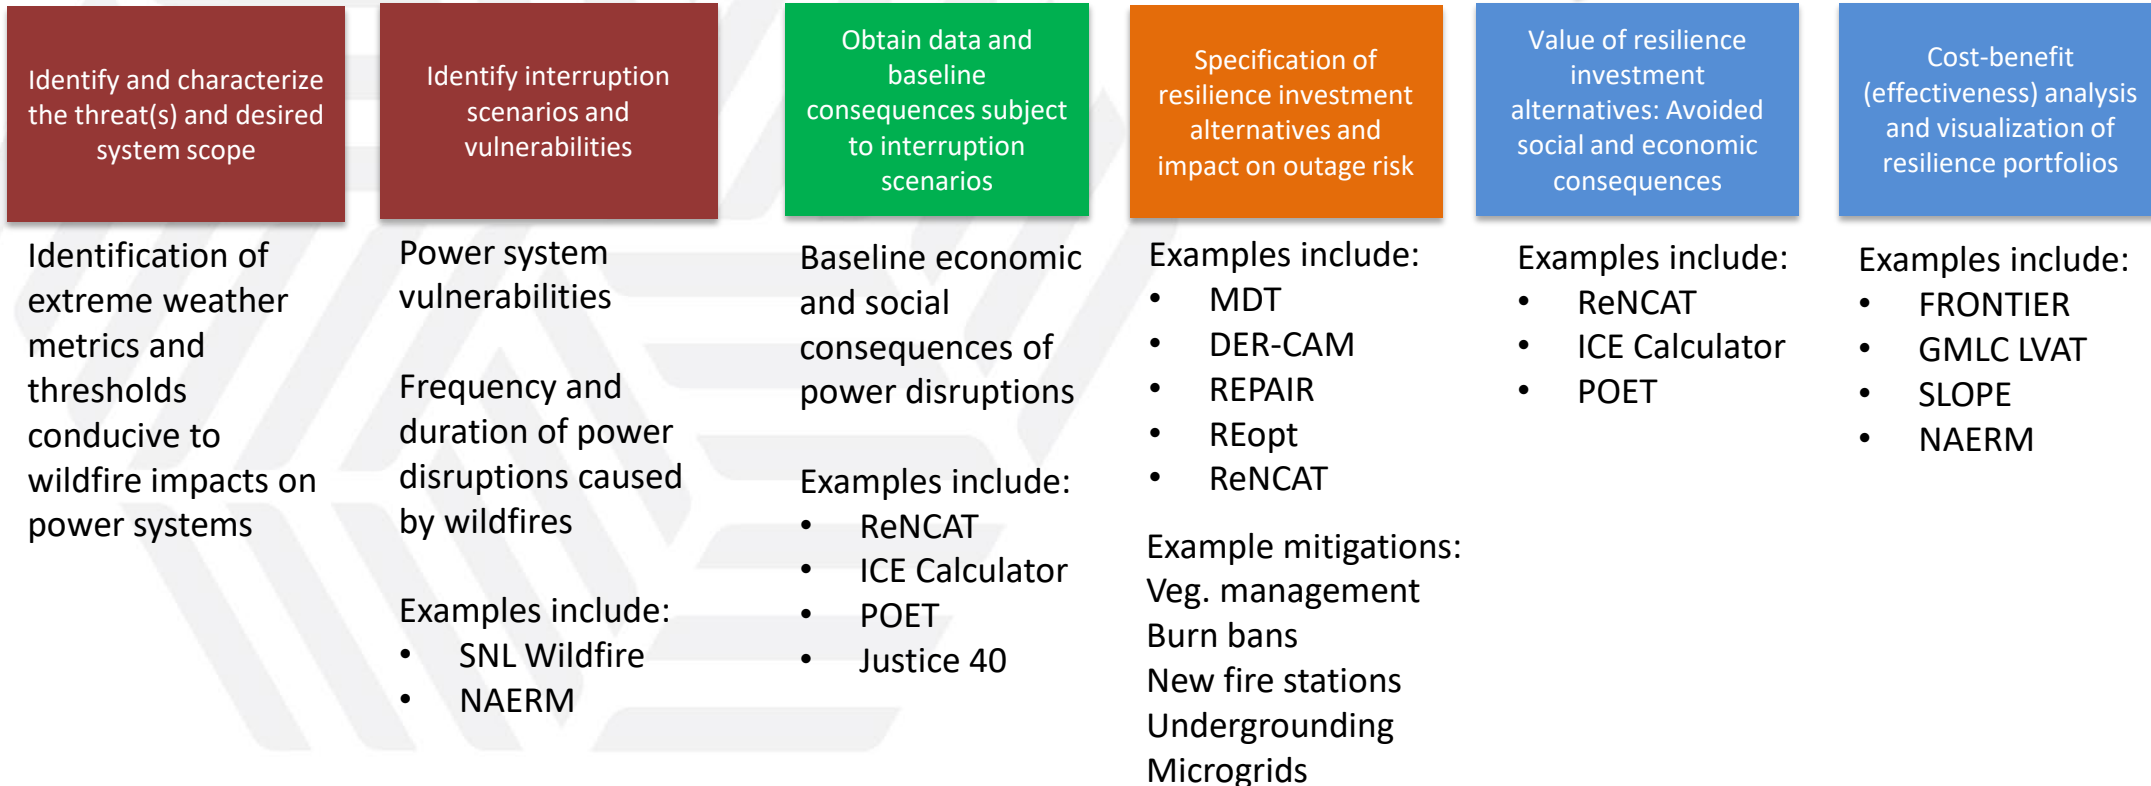 Identify and characterize
the threat(s) and desired
system scope
Identification of
extreme weather
metrics and
thresholds
conducive to
wildfire impacts on
power systems
Identify interruption
scenarios and
vulnerabilities
Power system
vulnerabilities
Frequency and
duration of power
disruptions caused
by wildfires
Examples include:
• SNL Wildfire
• NAERM
Obtain data and
baseline
consequences subject
to interruption
scenarios
Baseline economic
and social
consequences of
power disruptions
Examples include:
• ReNCAT
• ICE Calculator
• POET
• Justice 40
Specification of
resilience investment
alternatives and
impact on outage risk
Examples include:
• MDT
• DER-CAM
• REPAIR
• REopt
• ReNCAT
Example mitigations:
Veg. management
Burn bans
New fire stations
Undergrounding
Microgrids
Value of resilience
investment
alternatives: Avoided
social and economic
consequences
Examples include:
• ReNCAT
• ICE Calculator
• POET
Cost-benefit
(effectiveness) analysis
and visualization of
resilience portfolios
Examples include:
• FRONTIER
• GMLC LVAT
• SLOPE
• NAERM